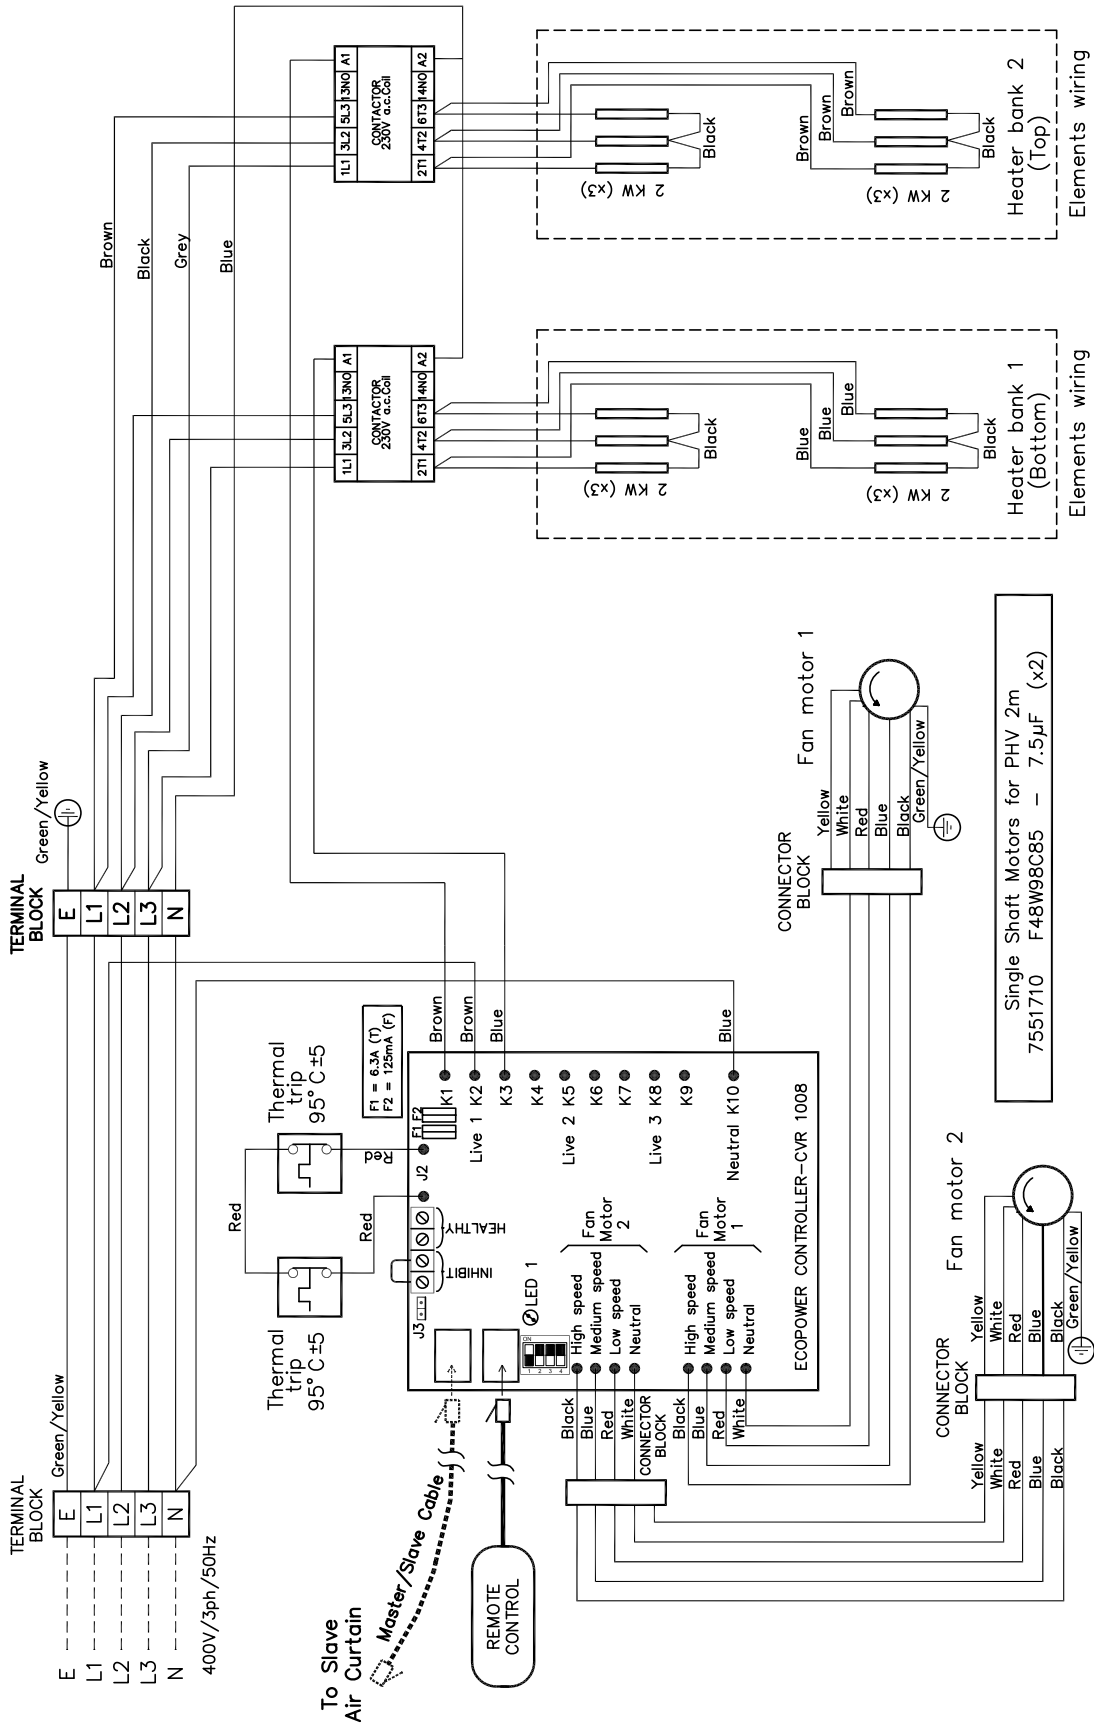 E
L1
L2
L3
N
400V/3ph/50Hz
TERMINAL
BLOCK
E
L1
L2
L3
N
Green/Yellow
TERMINAL
BLOCK
E
L1
L2
L3
N
Green/Yellow
Brown
Black
Grey
Blue
1L1
3L2
5L3
13NO
A1
CONTACTOR
230V a.c.Coil
2T1
4T2
6T3
14NO
A2
1L1
3L2
5L3
13NO
A1
CONTACTOR
230V a.c.Coil
2T1
4T2
6T3
14NO
A2
2 KW (x3)
Black
Blue
Blue
Blue
2 KW (x3)
Black
Heater bank 1
(Bottom)
Elements wiring
2 KW (x3)
Black
Brown
Brown
Brown
2 KW (x3)
Black
Heater bank 2
(Top)
Elements wiring
Thermal
trip
95°C±5
Thermal
trip
95°C±5
Red
Red
Red
F1 = 6.3A (T)
F2 = 125mA (F)
Brown
Brown
Blue
Blue
J3
INHIBIT
HEALTHY
J2
F1
F2
K1
Live 1
K2
K3
K4
Live 2
K5
K6
K7
Live 3
K8
K9
Neutral
K10
LED 1
ON
1
2
3
4
High speed
Medium speed
Low speed
Neutral
Fan
Motor
2
High speed
Medium speed
Low speed
Neutral
Fan
Motor
1
ECOPOWER CONTROLLER-CVR 1008
To Slave
Air Curtain
Master/Slave Cable
REMOTE
CONTROL
Black
Blue
Red
White
CONNECTOR
BLOCK
Black
Blue
Red
White
Yellow
White
Red
Blue
Black
CONNECTOR
BLOCK
Yellow
White
Red
Blue
Black
Green/Yellow
Fan motor 2
CONNECTOR
BLOCK
Yellow
White
Red
Blue
Black
Green/Yellow
Fan motor 1
Single Shaft Motors for PHV 2m
7551710 F48W98C85 – 7.5µF (x2)